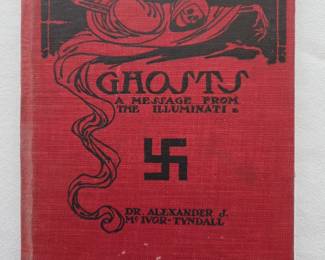 GHOSTS
A MESSAGE FROM
THE ILLUMINATI
DR. ALEXANDER J.
MCIVOR-TYNDALL